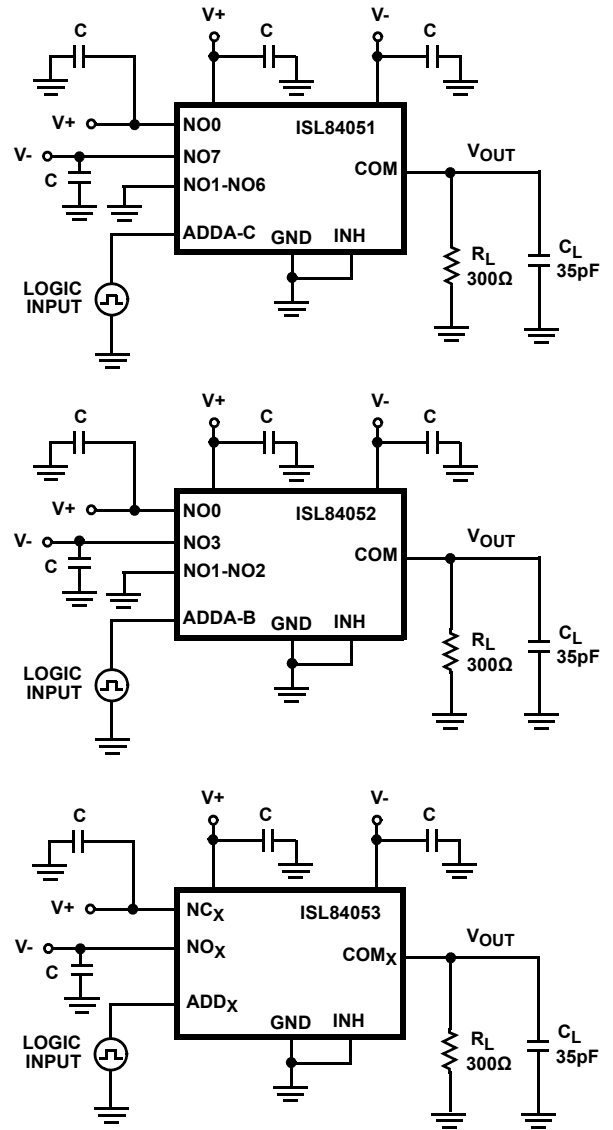 V+
V-
C
C
C
V+
NO0
ISL84051
V-
NO7
COM
VOUT
C
NO1-NO6
ADDA-C
GND
INH
RL
300Ω
CL
35pF
LOGIC
INPUT
V+
V-
C
C
C
V+
NO0
ISL84052
V-
NO3
COM
VOUT
C
NO1-NO2
ADDA-B
GND
INH
RL
300Ω
CL
35pF
LOGIC
INPUT
V+
V-
C
C
C
V+
NCX
ISL84053
V-
NOX
COMX
VOUT
C
ADDX
GND
INH
RL
300Ω
CL
35pF
LOGIC
INPUT